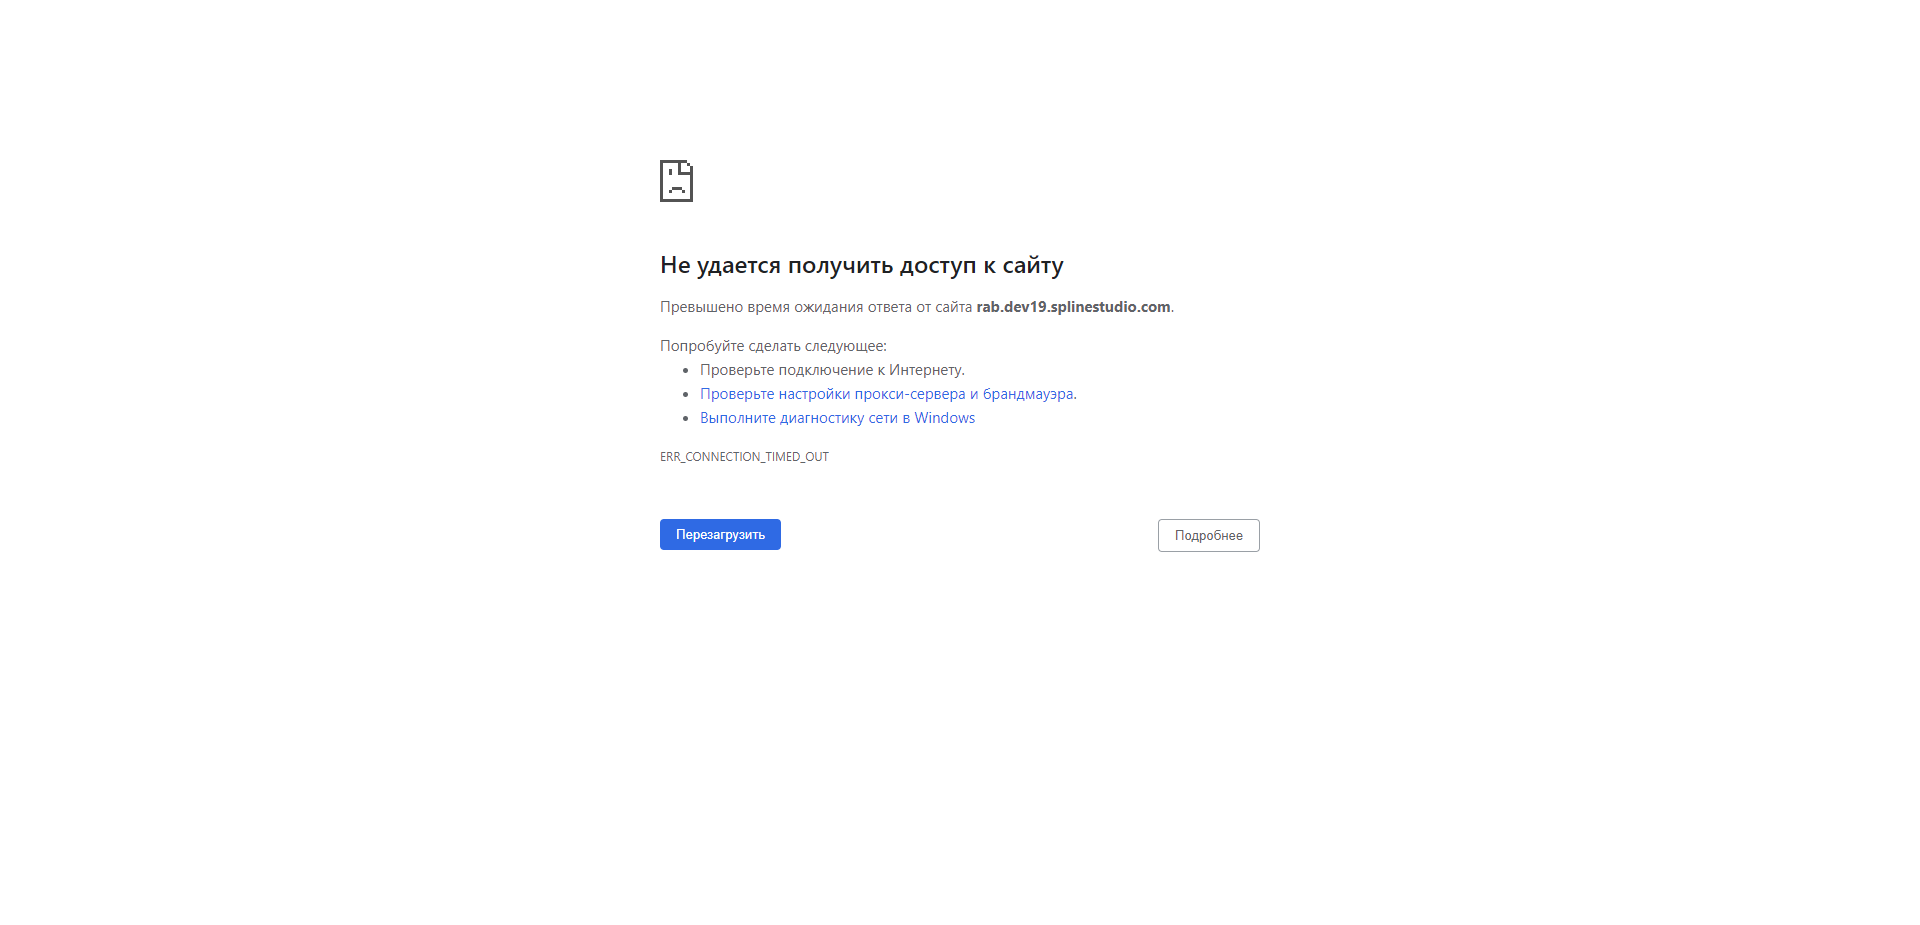 Не удается получить доступ к сайту
Превышено время ожидания ответа от сайта rab.dev19.splinestudio.com.
Попробуйте сделать следующее:
Проверьте подключение к Интернету.
Проверьте настройки прокси-сервера и брандмауэра.
Выполните диагностику сети в Windows
ERR_CONNECTION_TIMED_OUT
Перезагрузить
Подробнее